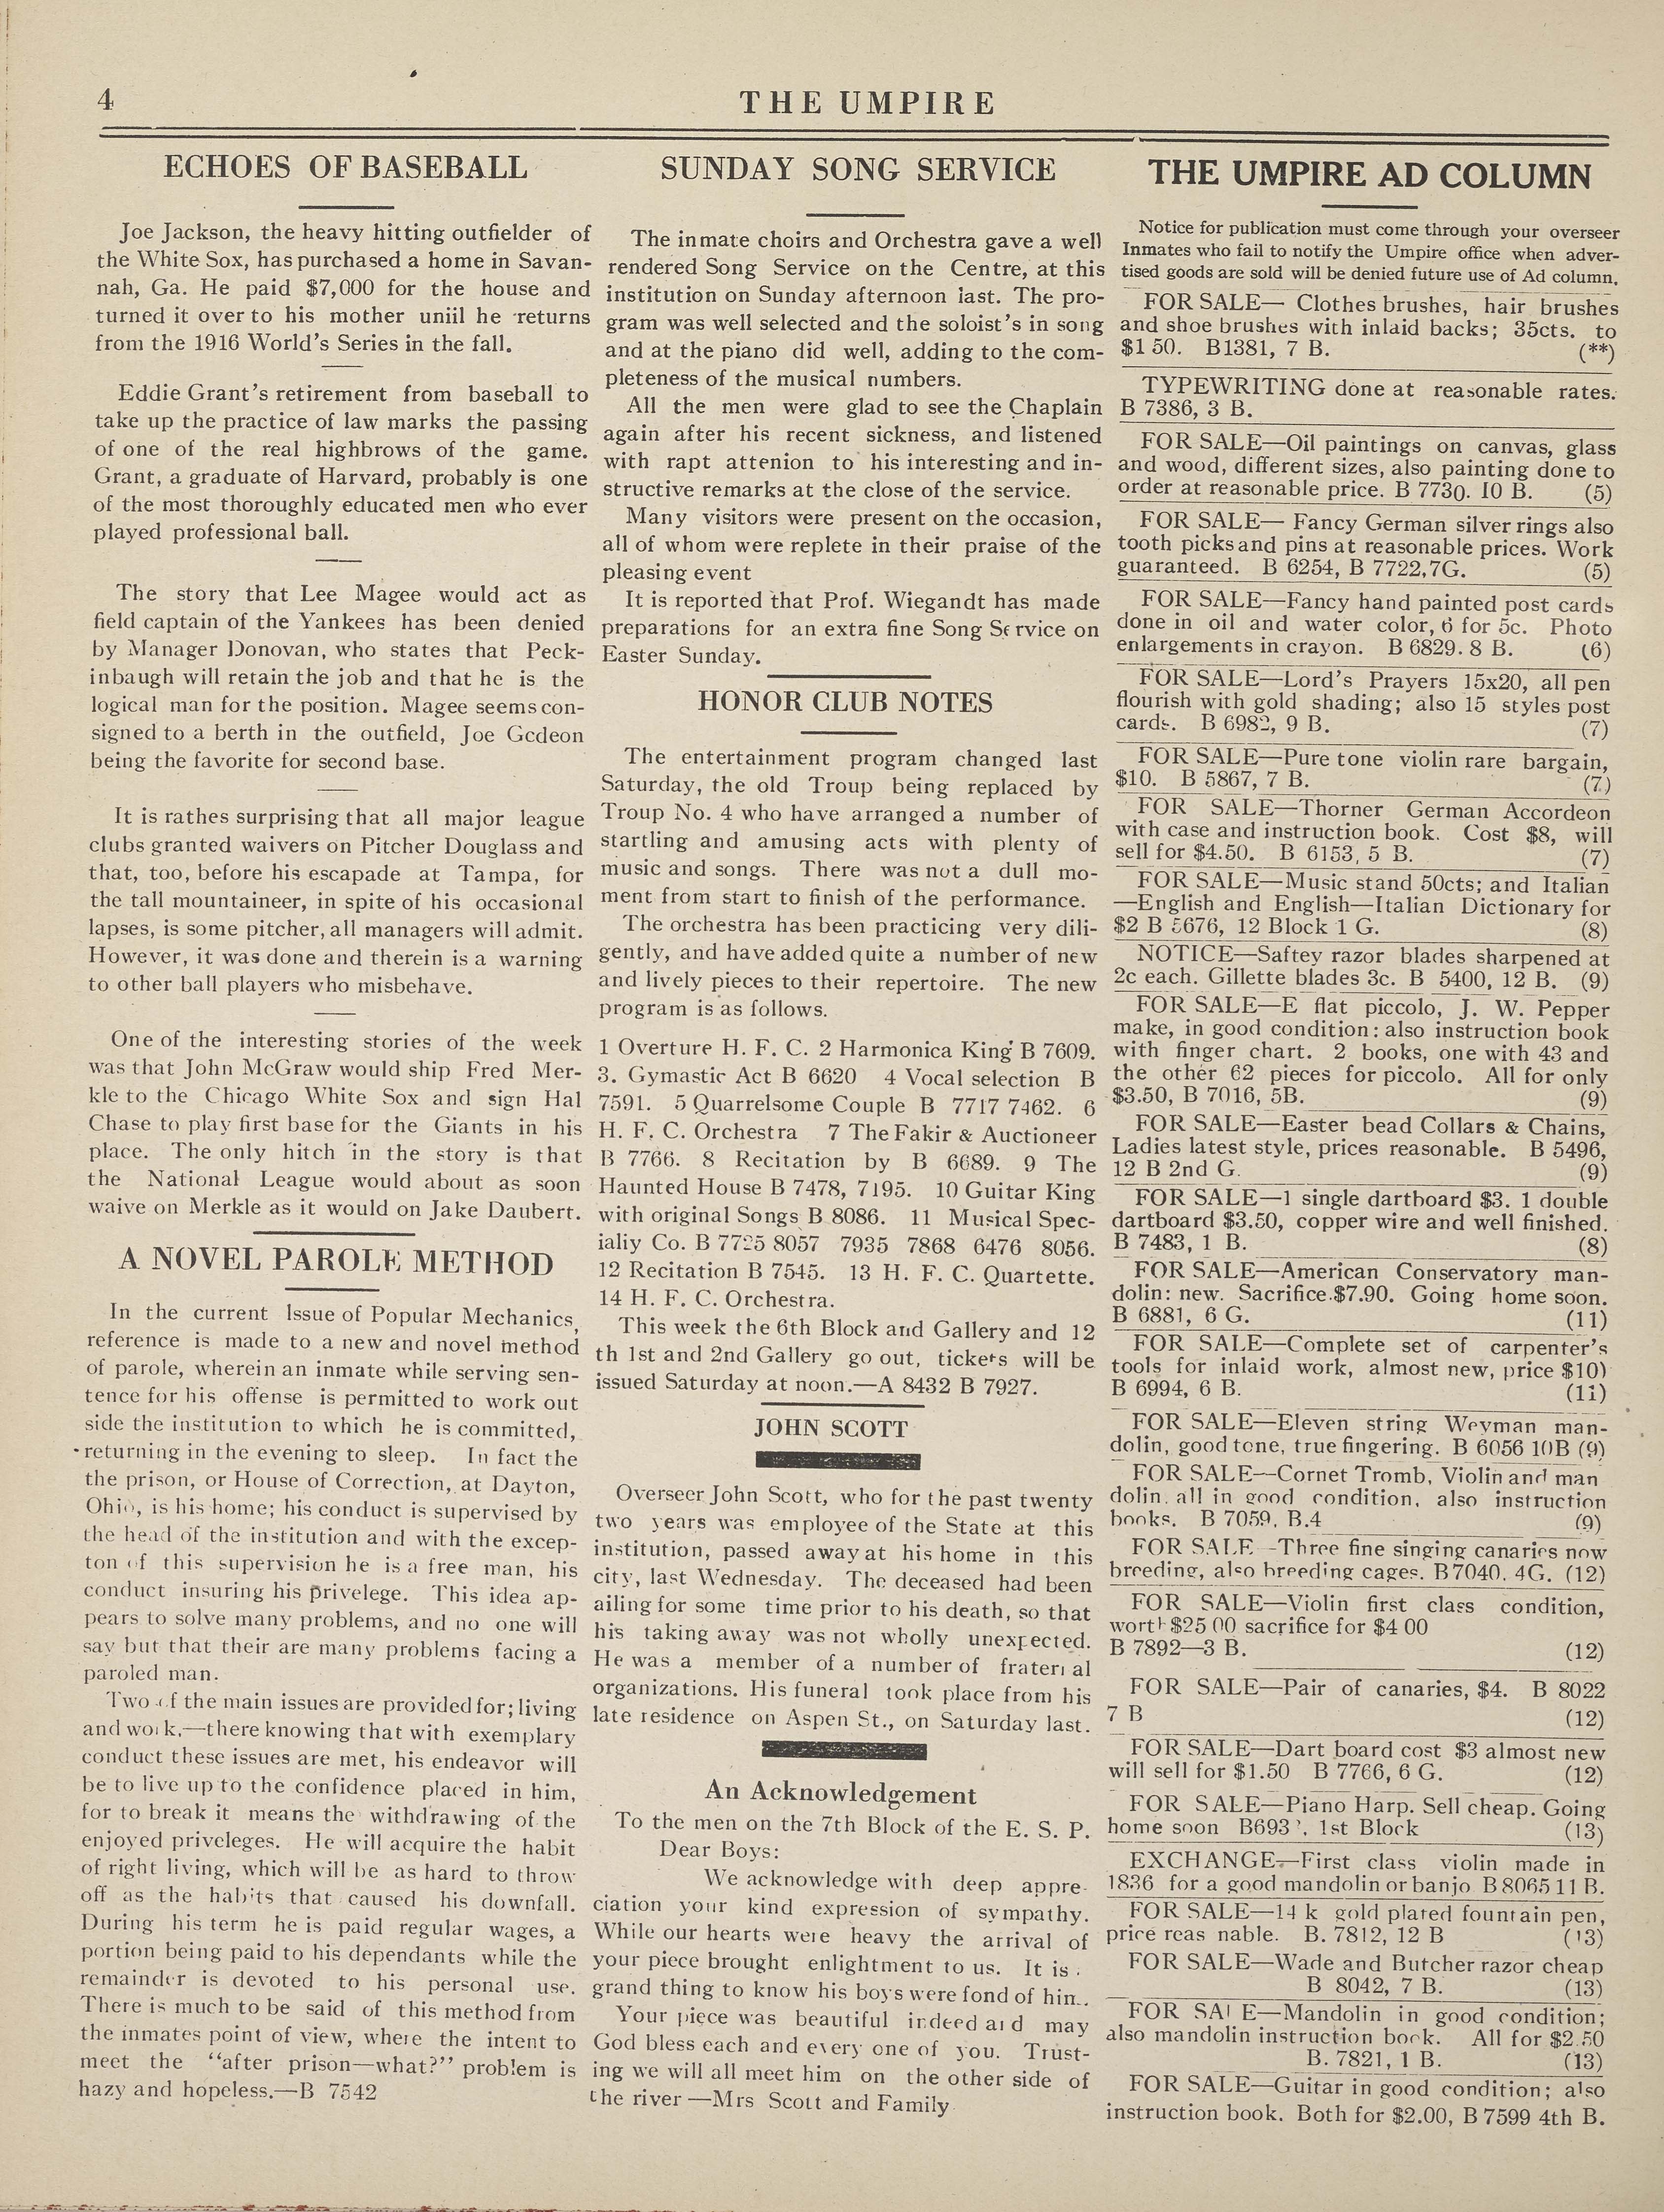 4
THE UMPIRE
ECHOES OF BASEBALL
Joe Jackson, the heavy hitting outfielder of
the White Sox, has purchased a home in Savan-
nah, Ga. He paid $7,000 for the house and
turned it over to his mother uniil he returns
from the 1916 World's Series in the fall.
Eddie Grant's retirement from baseball to
take up the practice of law marks the passing
of one of the real highbrows of the game.
Grant, a graduate of Harvard, probably is one
of the most thoroughly educated men who ever
played professional ball.
The story that Lee Magee would act as
field captain of the Yankees has been denied
by Manager Donovan, who states that Peck-
inbaugh will retain the job and that he is the
logical man for the position. Magee seems con-
signed to a berth in the outfield, Joe Gedeon
being the favorite for second base.
It is rathes surprising that all major league
clubs granted waivers on Pitcher Douglass and
that, too, before his escapade at Tampa, for
the tall mountaineer, in spite of his occasional
lapses, is some pitcher, all managers will admit.
However, it was done and therein is a warning
to other ball players who misbehave.
One of the interesting stories of the week
was that John McGraw would ship Fred Mer-
kle to the Chicago White Sox and sign Hal
Chase to play first base for the Giants in his
place. The only hitch in the story is that
the National League would about as soon
waive on Merkle as it would on Jake Daubert.
A NOVEL PAROLE METHOD
In the current Issue of Popular Mechanics,
reference is made to a new and novel method
of parole, wherein an inmate while serving sen-
tence for his offense is permitted to work out
side the institution to which he is committed,
returning in the evening to sleep. In fact the
the prison, or House of Correction, at Dayton,
Ohio, is his home; his conduct is supervised by
the head of the institution and with the excep-
ton of this supervision he is a free man, his
conduct insuring his privelege. This idea ap-
pears to solve many problems, and no one will
say but that their are many problems facing a
paroled man.
Two of the main issues are provided for; living
and work,—there knowing that with exemplary
conduct these issues are met, his endeavor will
be to live up to the confidence placed in him,
for to break it means the withdrawing of the
enjoyed priveleges. He will acquire the habit
of right living, which will be as hard to throw
off as the habits that caused his downfall.
During his term he is paid regular wages, a
portion being paid to his dependants while the
remainder is devoted to his personal use.
There is much to be said of this method from
the inmates point of view, where the intent to
meet the "after prison—what?" problem is
hazy and hopeless.—B 7542
SUNDAY SONG SERVICE
The inmate choirs and Orchestra gave a well
rendered Song Service on the Centre, at this
institution on Sunday afternoon last. The pro-
gram was well selected and the soloist's in song
and at the piano did well, adding to the com-
pleteness of the musical numbers.
All the men were glad to see the Chaplain
again after his recent sickness, and listened
with rapt attenion to his interesting and in-
structive remarks at the close of the service.
Many visitors were present on the occasion,
all of whom were replete in their praise of the
pleasing event
It is reported that Prof. Wiegandt has made
preparations for an extra fine Song Service on
Easter Sunday.
HONOR CLUB NOTES
The entertainment program changed last
Saturday, the old Troup being replaced by
Troup No. 4 who have arranged a number of
startling and amusing acts with plenty of
music and songs. There was not a dull mo-
ment from start to finish of the performance.
The orchestra has been practicing very dili-
gently, and have added quite a number of new
and lively pieces to their repertoire. The new
program is as follows.
1 Overture H. F. C. 2 Harmonica King B 7609.
3. Gymastic Act B 6620 4 Vocal selection B
7591. 5 Quarrelsome Couple B 7717 7462. 6
H. F. C. Orchestra 7 The Fakir & Auctioneer
B 7766. 8 Recitation by B 6689. 9 The
Haunted House B 7478, 7195. 10 Guitar King
with original Songs B 8086. 11 Musical Spec-
ialiy Co. B 7725 8057 7935 7868 6476 8056.
12 Recitation B 7545. 13 H. F. C. Quartette.
14 H. F. C. Orchestra.
This week the 6th Block and Gallery and 12
th 1st and 2nd Gallery go out, tickets will be
issued Saturday at noon.—A 8432 B 7927.
JOHN SCOTT
Overseer John Scott, who for the past twenty
two years was employee of the State at this
institution, passed away at his home in this
city, last Wednesday. The deceased had been
ailing for some time prior to his death, so that
his taking away was not wholly unexpected.
He was a member of a number of fraternal
organizations. His funeral took place from his
late residence on Aspen St., on Saturday last.
An Acknowledgement
To the men on the 7th Block of the E. S. P.
Dear Boys:
We acknowledge with deep appre-
ciation your kind expression of sympathy.
While our hearts were heavy the arrival of
your piece brought enlightment to us. It is
grand thing to know his boys were fond of him.
Your piece was beautiful indeed and may
God bless each and every one of you. Trust-
ing we will all meet him on the other side of
the river —Mrs Scott and Family
THE UMPIRE AD COLUMN
Notice for publication must come through your overseer
Inmates who fail to notify the Umpire office when adver-
tised goods are sold will be denied future use of Ad column.
FOR SALE— Clothes brushes, hair brushes
and shoe brushes with inlaid backs; 35cts. to
$1 50. B1381, 7 B. (**)
TYPEWRITING done at reasonable rates.
B 7386, 3 B.
FOR SALE—Oil paintings on canvas, glass
and wood, different sizes, also painting done to
order at reasonable price. B 7730. 10 B. (5)
FOR SALE— Fancy German silver rings also
tooth picks and pins at reasonable prices. Work
guaranteed. B 6254, B 7722,7G. (5)
FOR SALE—Fancy hand painted post cards
done in oil and water color, 6 for 5c. Photo
enlargements in crayon. B 6829. 8 B. (6)
FOR SALE—Lord's Prayers 15x20, all pen
flourish with gold shading; also 15 styles post
cards. B 6982, 9 B. (7)
FOR SALE—Pure tone violin rare bargain,
$10. B 5867, 7 B. (7)
FOR SALE—Thorner German Accordeon
with case and instruction book. Cost $8, will
sell for $4.50. B 6153, 5 B. (7)
FOR SALE—Music stand 50cts; and Italian
—English and English—Italian Dictionary for
$2 B 5676, 12 Block 1 G. (8)
NOTICE—Saftey razor blades sharpened at
2c each. Gillette blades 3c. B 5400, 12 B. (9)
FOR SALE—E flat piccolo, J. W. Pepper
make, in good condition: also instruction book
with finger chart. 2 books, one with 43 and
the other 62 pieces for piccolo. All for only
$3.50, B 7016, 5B. (9)
FOR SALE—Easter bead Collars & Chains,
Ladies latest style, prices reasonable. B 5496,
12 B 2nd G. (9)
FOR SALE—1 single dartboard $3. 1 double
dartboard $3.50, copper wire and well finished.
B 7483, 1 B. (8)
FOR SALE—American Conservatory man-
dolin: new. Sacrifice.$7.90. Going home soon.
B 6881, 6 G. (11)
FOR SALE—Complete set of carpenter's
tools for inlaid work, almost new, price $10)
B 6994, 6 B. (11)
FOR SALE—Eleven string Weyman man-
dolin, good tone, true fingering. B 6056 10B (9)
FOR SALE—Cornet Tromb, Violin and man
dolin. all in good condition, also instruction
books. B 7059, B.4 (9)
FOR SALE—Three fine singing canaries now
breeding, also breeding cages. B7040. 4G. (12)
FOR SALE—Violin first class condition,
worth $25 00 sacrifice for $4 00
B 7892—3 B. (12)
FOR SALE—Pair of canaries, $4. B 8022
7 B (12)
FOR SALE—Dart board cost $3 almost new
will sell for $1.50 B 7766, 6 G. (12)
FOR SALE—Piano Harp. Sell cheap. Going
home soon 1st Block (13)
EXCHANGE—First class violin made in
1836 for a good mandolin or banjo B 8065 11 B.
FOR SALE—14 k gold plated fountain pen,
price reas nable. B. 7812, 12 B (13)
FOR SALE—Wade and Butcher razor cheap
B 8042, 7 B. (13)
FOR SALE—Mandolin in good condition;
also mandolin instruction book. All for $2.50
B. 7821, 1 B. (13)
FOR SALE—Guitar in good condition; also
instruction book. Both for $2.00, B 7599 4th B.